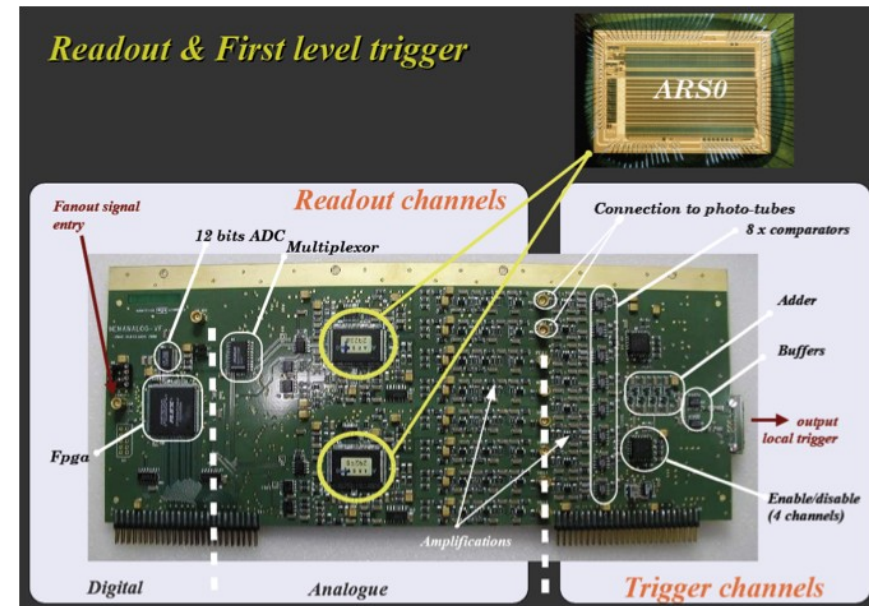 Readout & First level trigger
ARS0
Readout channels
Fanout signal
entry
12 bits ADC
Multiplexor
Connection to photo-tubes
8 x comparators
Adder
Buffers
output
local trigger
Fpga
Enable/disable
(4 channels)
Amplifications
Digital
Analogue
Trigger channels